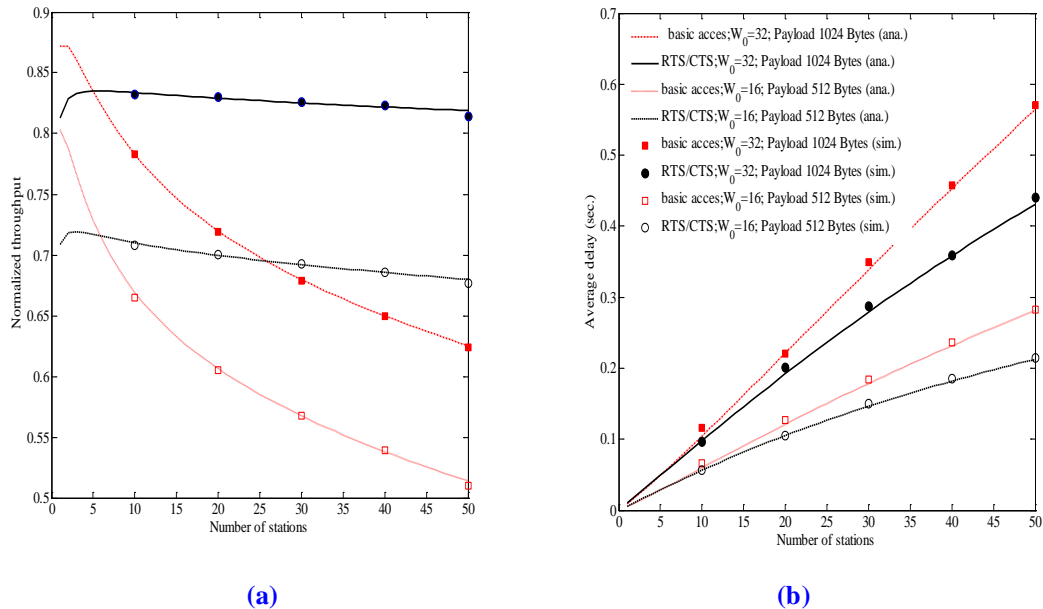 0.9
0.85
0.8
0.75
0.7
0.65
0.6
0.55
0.5
Normalized throughput
0 5 10 15 20 25 30 35 40 45 50
Number of stations
(a)
0.7
0.6
0.5
0.4
0.3
0.2
0.1
0
Average delay (sec.)
basic acces;W0=32; Payload 1024 Bytes (ana.)
RTS/CTS;W0=32; Payload 1024 Bytes (ana.)
basic acces;W0=16; Payload 512 Bytes (ana.)
RTS/CTS;W0=16; Payload 512 Bytes (ana.)
basic acces;W0=32; Payload 1024 Bytes (sim.)
RTS/CTS;W0=32; Payload 1024 Bytes (sim.)
basic acces;W0=16; Payload 512 Bytes (sim.)
RTS/CTS;W0=16; Payload 512 Bytes (sim.)
0 5 10 15 20 25 30 35 40 45 50
Number of stations
(b)